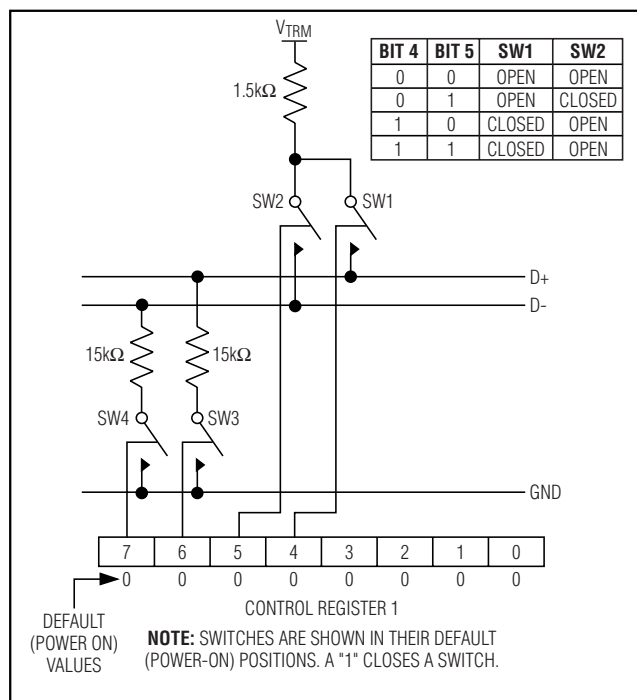 VTRM
1.5kΩ
BIT 4 BIT 5 SW1 SW2
0 0 OPEN OPEN
0 1 OPEN CLOSED
1 0 CLOSED OPEN
1 1 CLOSED OPEN
SW2 SW1
D+
D-
15kΩ 15kΩ
SW4 SW3
GND
7 6 5 4 3 2 1 0
0 0 0 0 0 0 0 0
CONTROL REGISTER 1
DEFAULT
(POWER ON)
VALUES
NOTE: SWITCHES ARE SHOWN IN THEIR DEFAULT
(POWER-ON) POSITIONS. A "1" CLOSES A SWITCH.